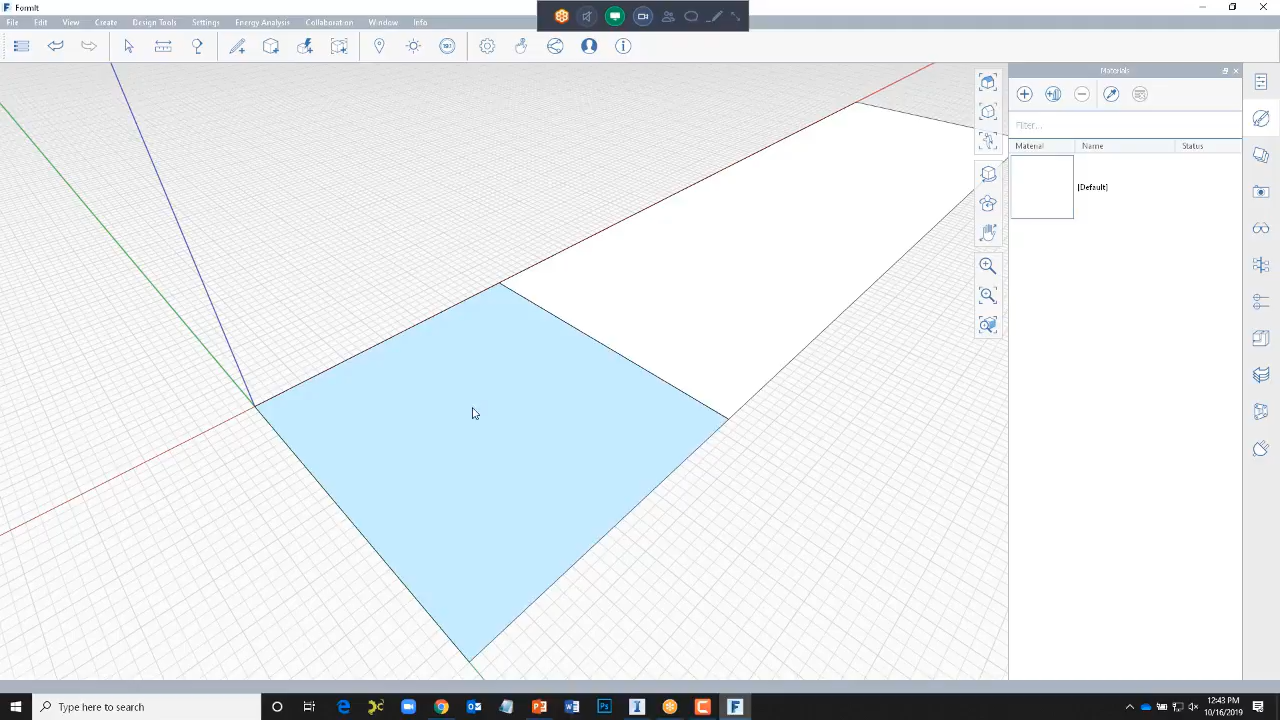 FormIt
File Edit View Create Design Tools Settings Energy Analysis Collaboration Window Info
Materials
Filter...
Material Name Status
[Default]
Type here to search
12:43 PM
10/16/2019